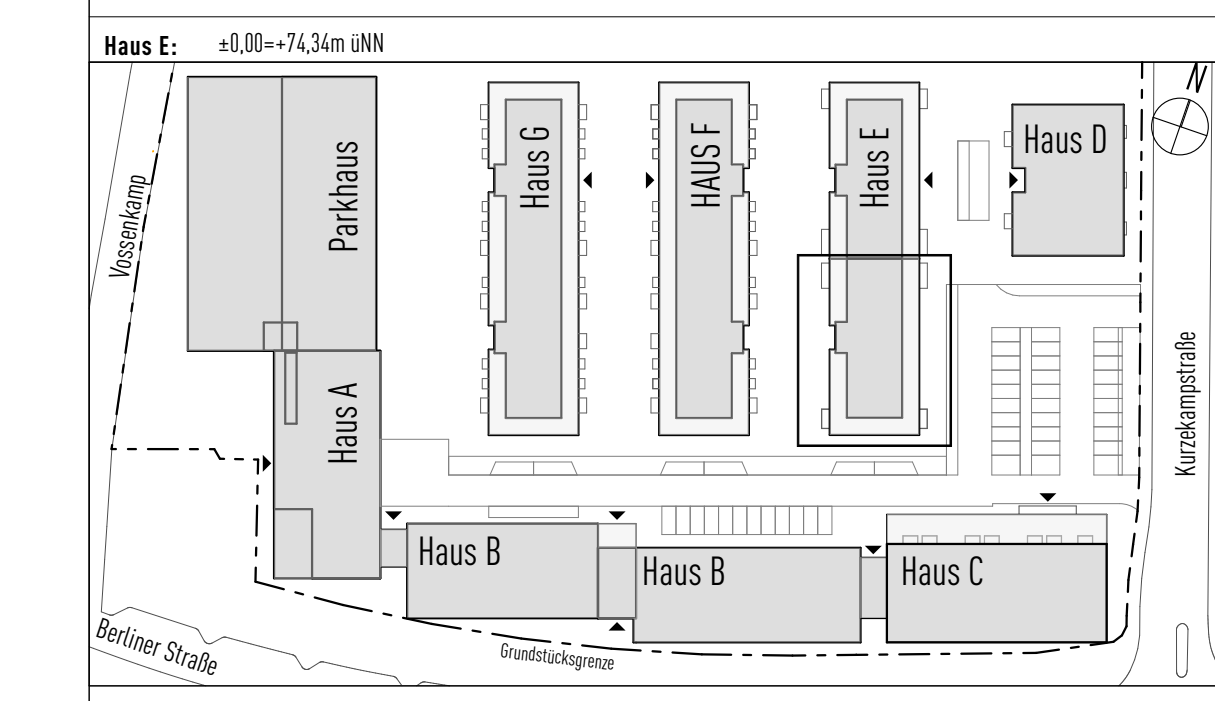 Haus E: ±0,00=+74,34m üNN
N
Haus G
HAUS F
Haus E
Haus D
Parkhaus
Vossenkamp
Kurzekampstraße
Haus A
Haus B
Haus B
Haus C
Berliner Straße
Grundstücksgrenze